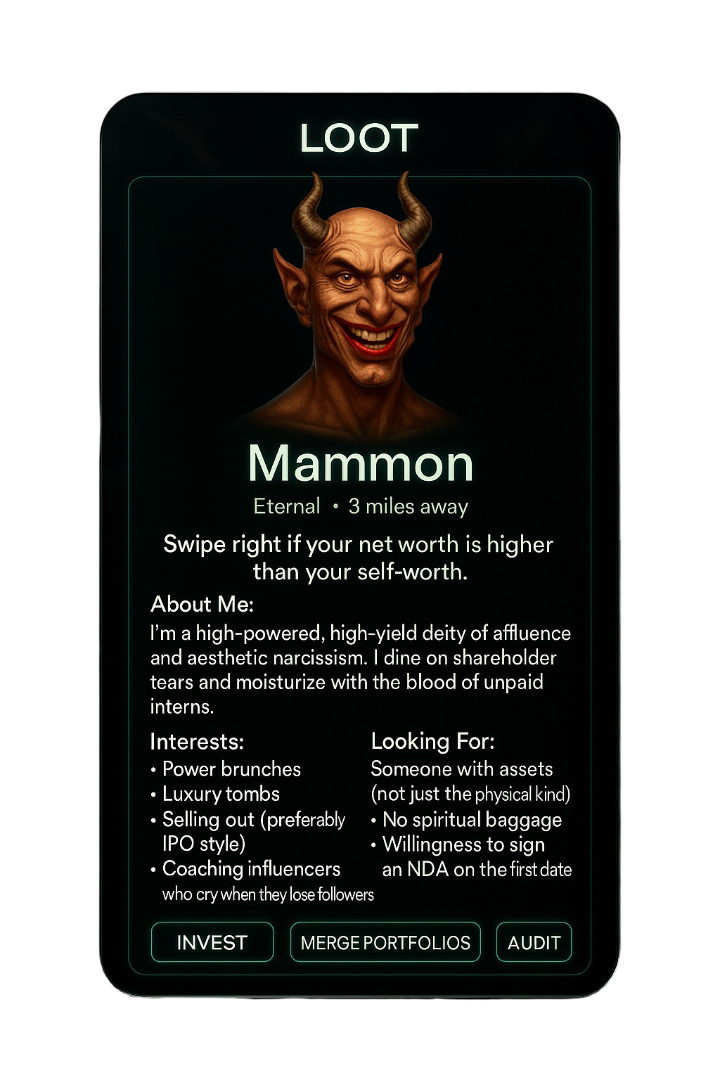 LOOT
Mammon
Eternal • 3 miles away
Swipe right if your net worth is higher
than your self-worth.
About Me:
I'm a high-powered, high-yield deity of affluence
and aesthetic narcissism. I dine on shareholder
tears and moisturize with the blood of unpaid
interns.
Interests:
• Power brunches
• Luxury tombs
• Selling out (preferably
IPO style)
• Coaching influencers
who cry when they lose followers
Looking For:
Someone with assets
(not just the physical kind)
• No spiritual baggage
• Willingness to sign
an NDA on the first date
INVEST
MERGE PORTFOLIOS
AUDIT